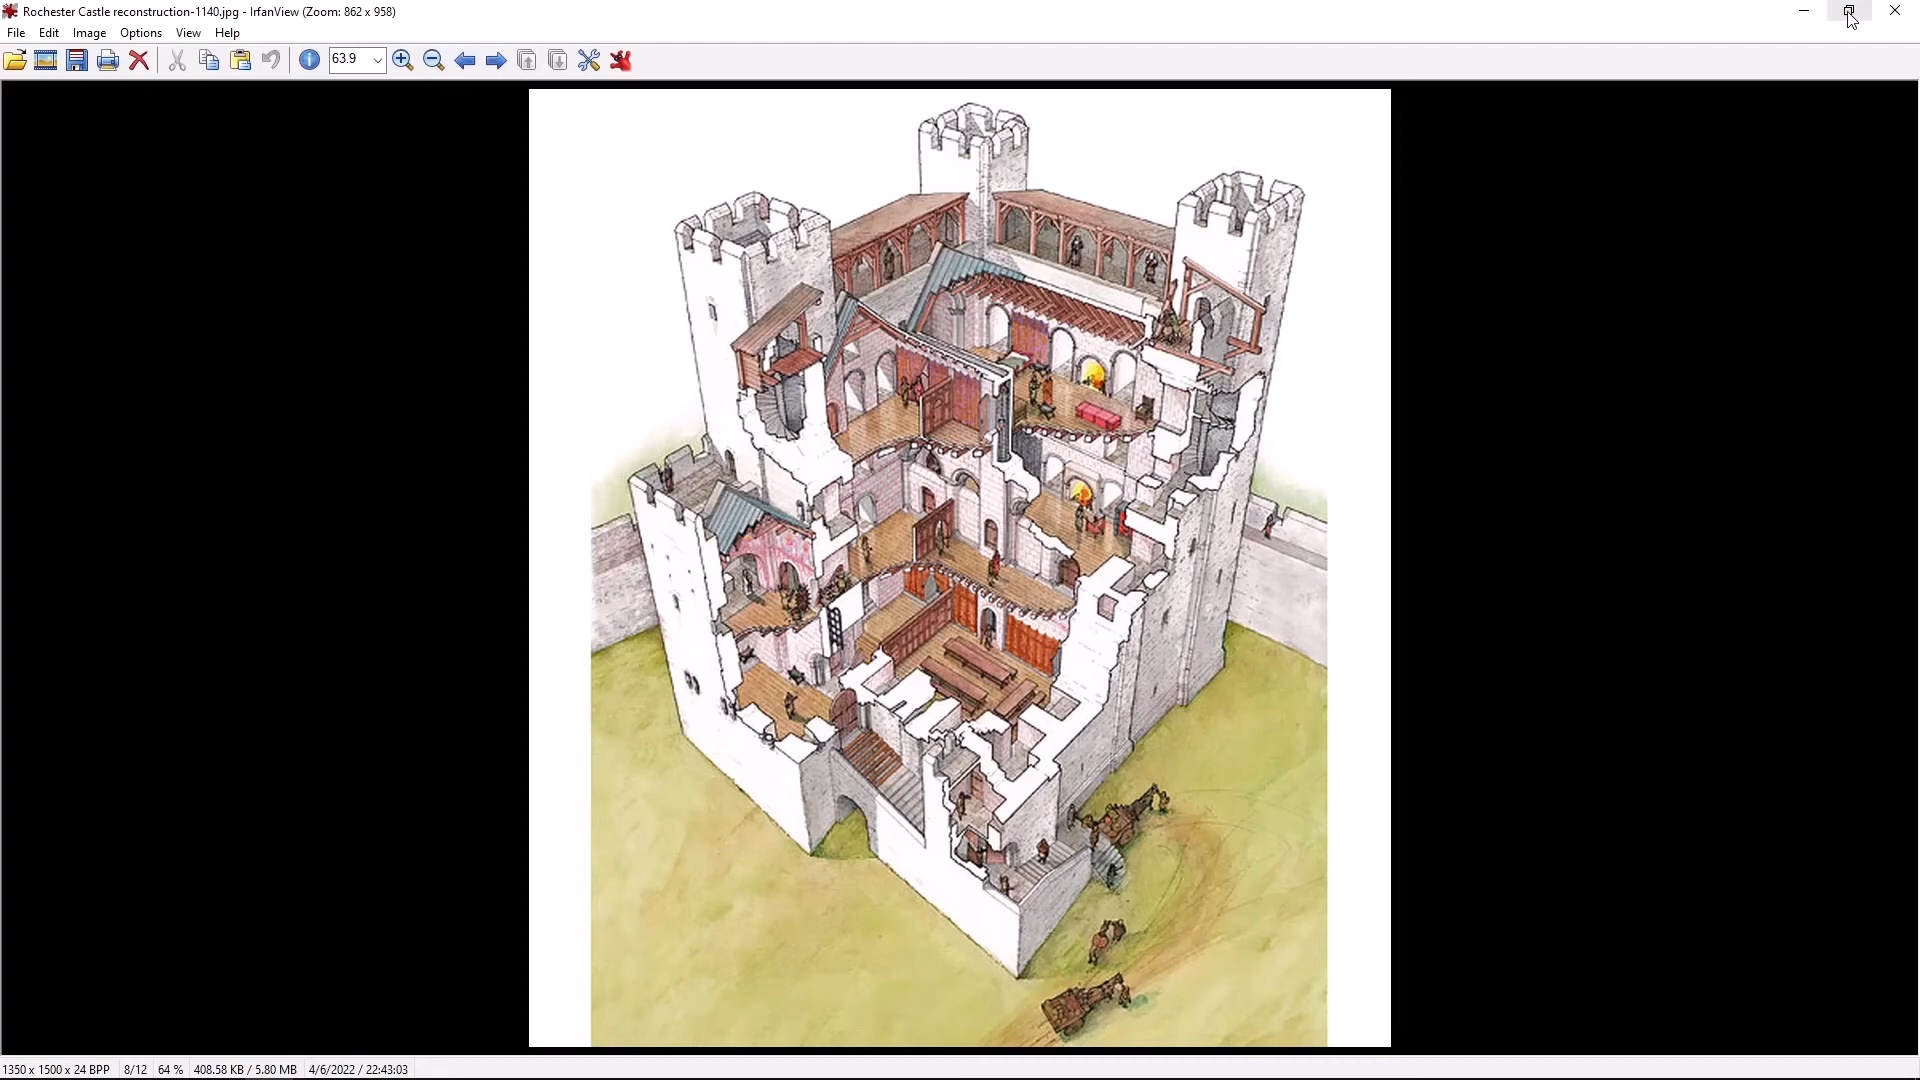 Rochester Castle reconstruction-1140.jpg - IrfanView (Zoom: 862 x 958)
File Edit Image Options View Help
63.9
1350 x 1500 x 24 BPP 8/12 64 % 408.58 KB / 5.80 MB 4/6/2022 / 22:43:03